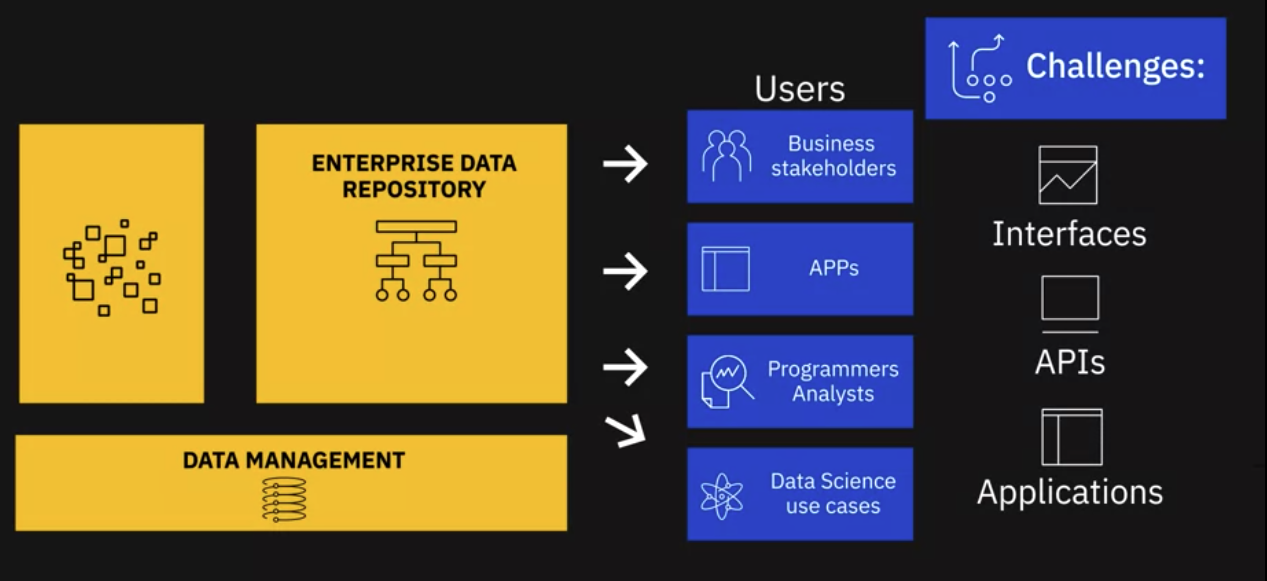 ENTERPRISE DATA
REPOSITORY
DATA MANAGEMENT
Users
Business
stakeholders
APPs
Programmers
Analysts
Data Science
use cases
Challenges:
Interfaces
APIs
Applications